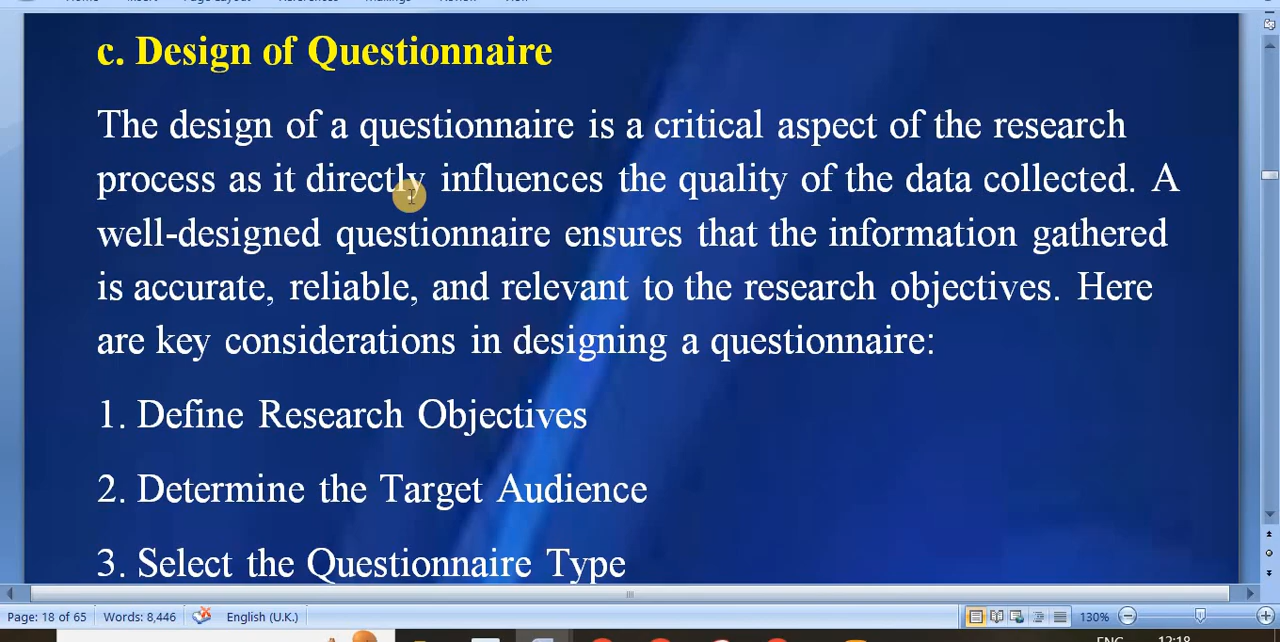 c. Design of Questionnaire
The design of a questionnaire is a critical aspect of the research
process as it directly influences the quality of the data collected. A
well-designed questionnaire ensures that the information gathered
is accurate, reliable, and relevant to the research objectives. Here
are key considerations in designing a questionnaire:
1. Define Research Objectives
2. Determine the Target Audience
3. Select the Questionnaire Type
Page: 18 of 65 Words: 8,446 English (U.K.) 130%